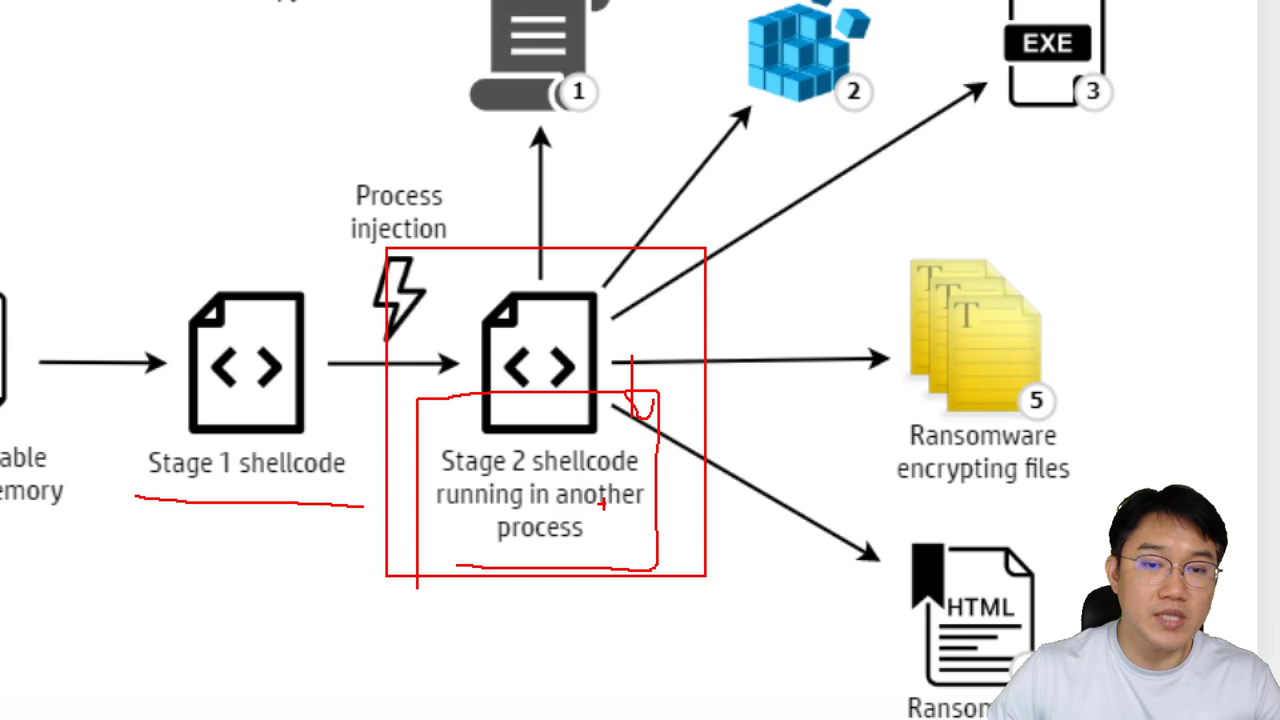 1
2
EXE
3
Process
injection
< >
< >
T
T
T
5
Stage 1 shellcode
Stage 2 shellcode
running in another
process
Ransomware
encrypting files
able
emory
HTML
Ransom